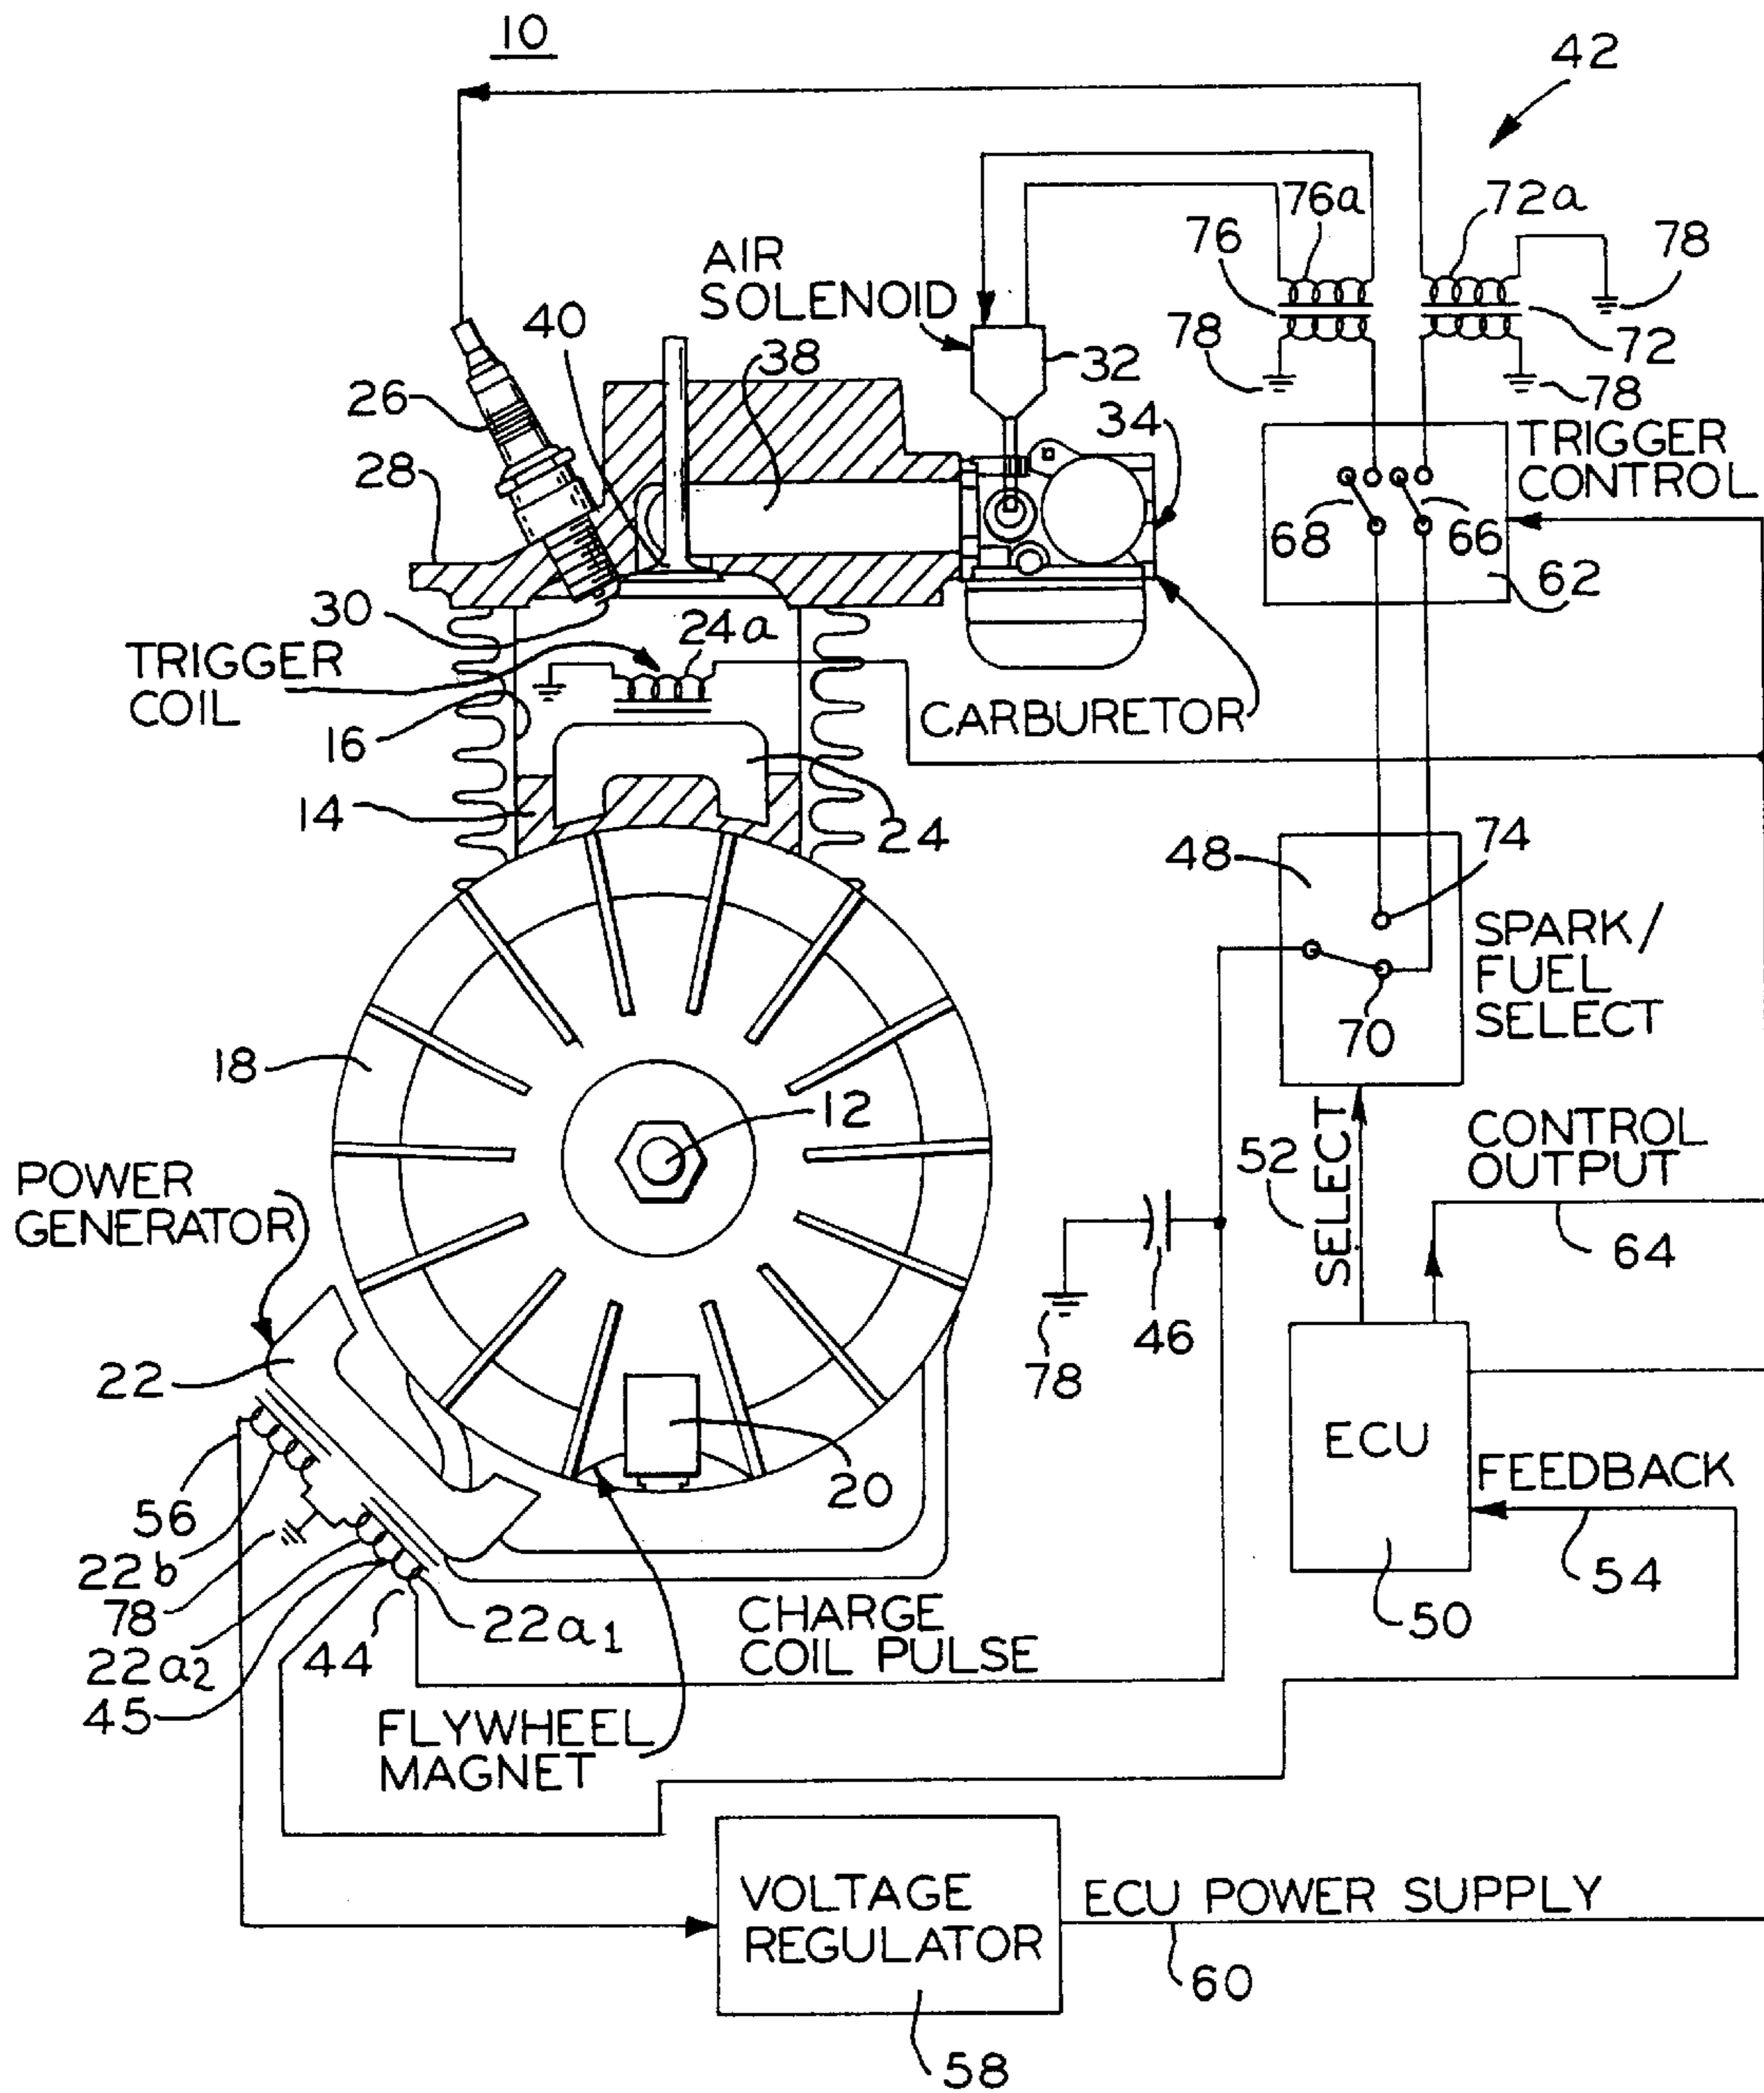 10
42
76a
72a
76
78
AIR
SOLENOID
40
78
72
38
32
78
26
34
TRIGGER
CONTROL
28
68
66
62
30
24a
TRIGGER
COIL
16
CARBURETOR
14
24
48
74
SPARK/
FUEL
SELECT
70
18
12
SELECT
52
CONTROL
OUTPUT
POWER
GENERATOR
64
46
78
22
ECU
20
FEEDBACK
56
22b
54
78
22a1
50
22a2
44
44
45
CHARGE
COIL PULSE
FLYWHEEL
MAGNET
VOLTAGE
REGULATOR
ECU POWER SUPPLY
60
58